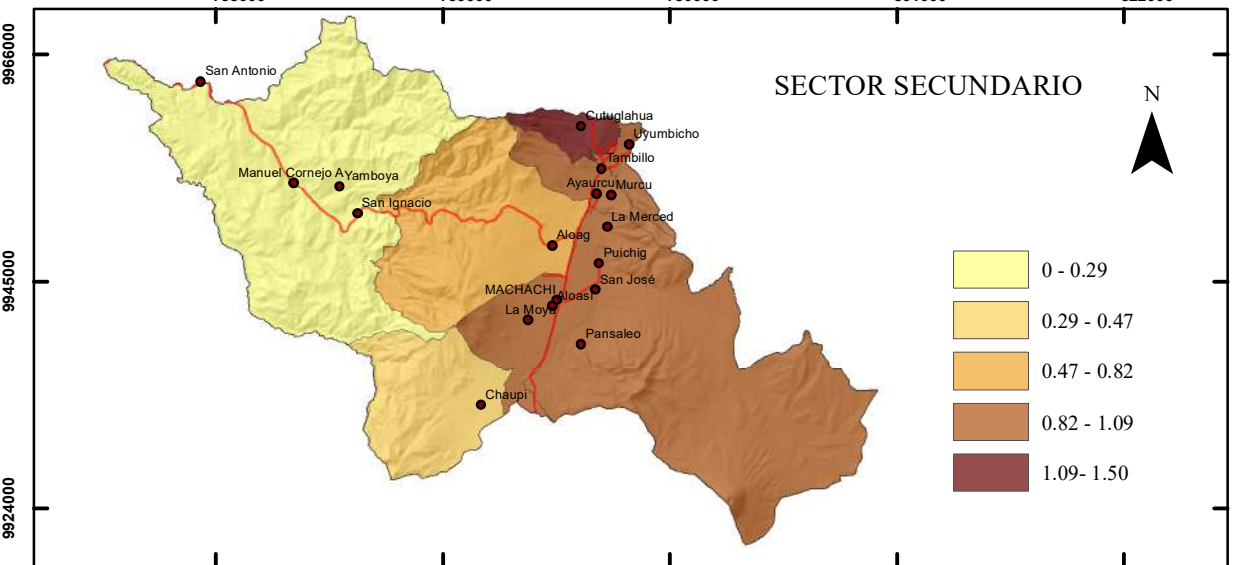 9966000
SECTOR SECUNDARIO
N
San Antonio
Cutuglahua
Uyumbicho
Tambillo
Manuel Cornejo A
Yamboya
Ayaurcu
Murcu
San Ignacio
La Merced
Aloag
Puichig
0 - 0.29
9945000
San José
MACHACHI
Aloasi
La Moya
0.29 - 0.47
Pansaleo
0.47 - 0.82
Chaupi
0.82 - 1.09
1.09- 1.50
9924000